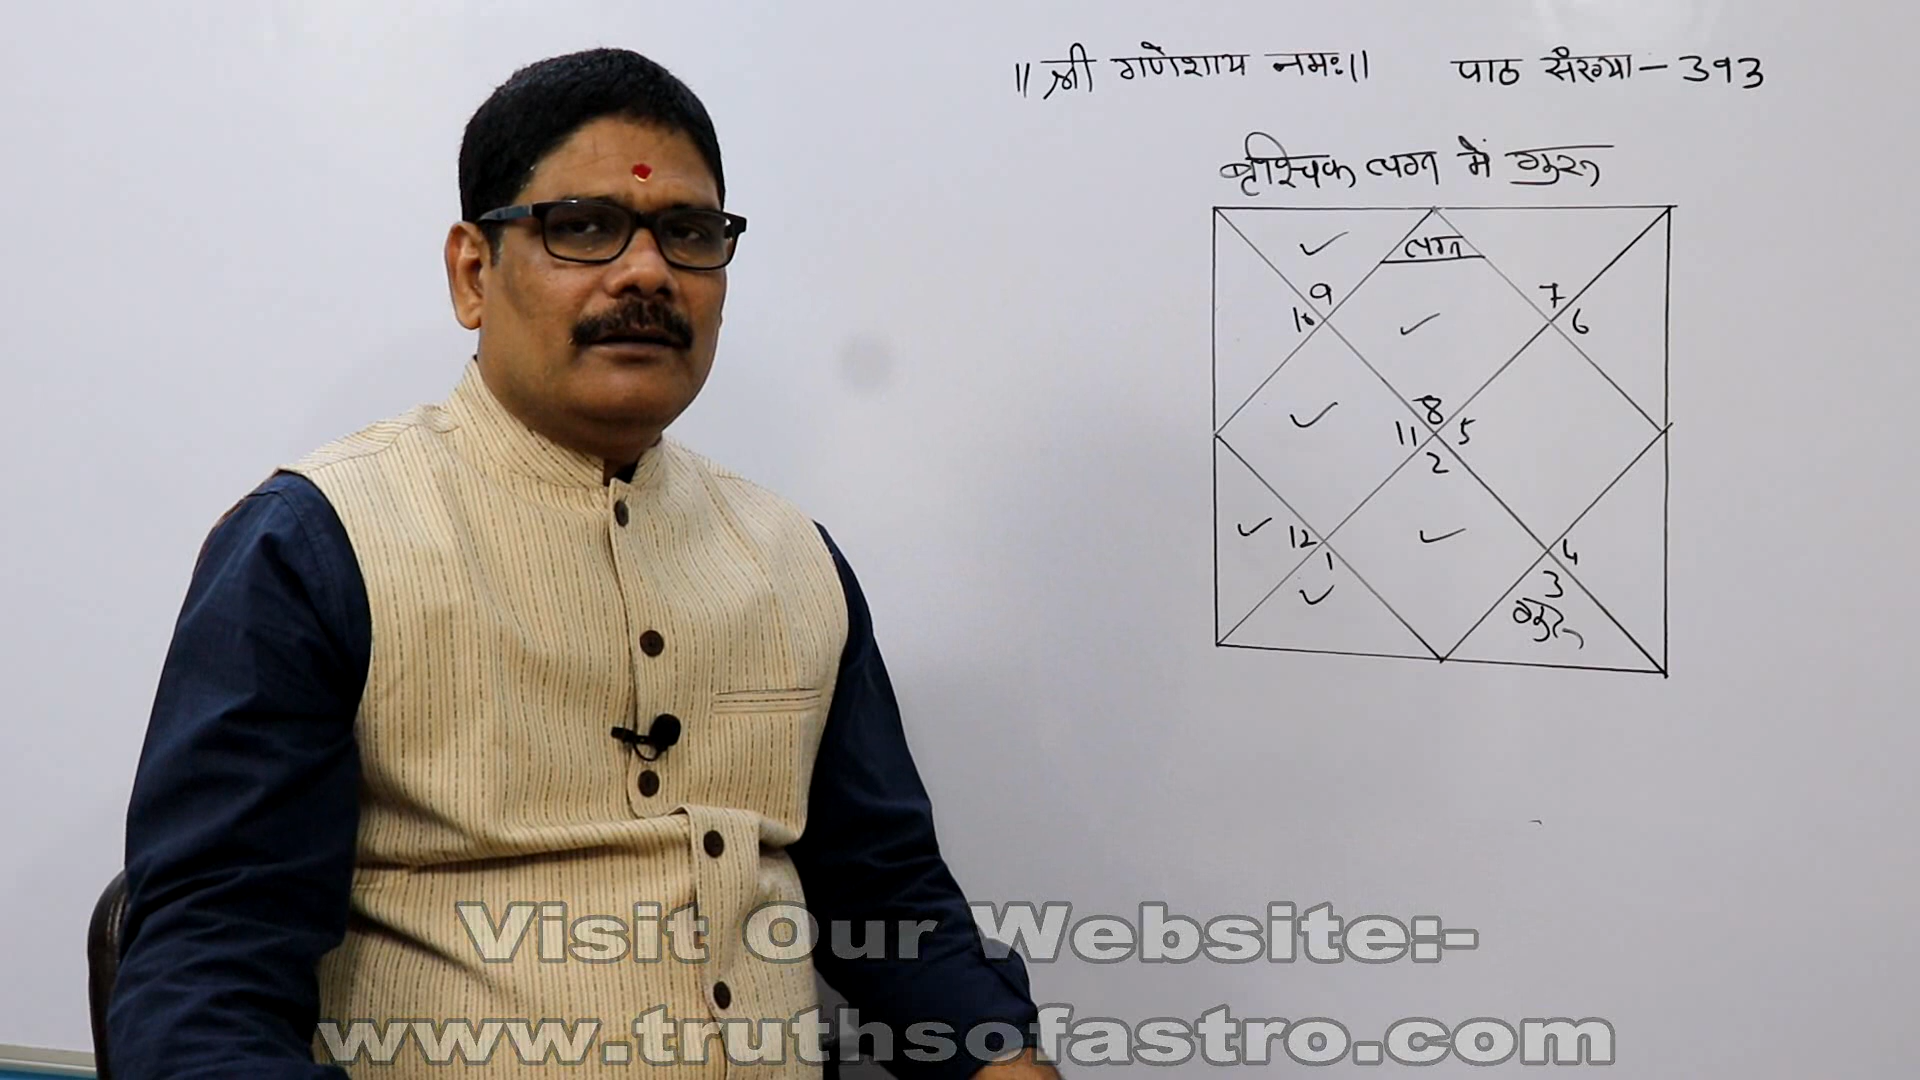 ॥ श्री गणेशाय नमः॥ पाठ संख्या - 393
वृश्चिक लग्न में गुरू
लग्न
9 7
10 6
8
11 5
2
12 4
1 3
गुरू
Visit Our Website:-
www.truthsofastro.com